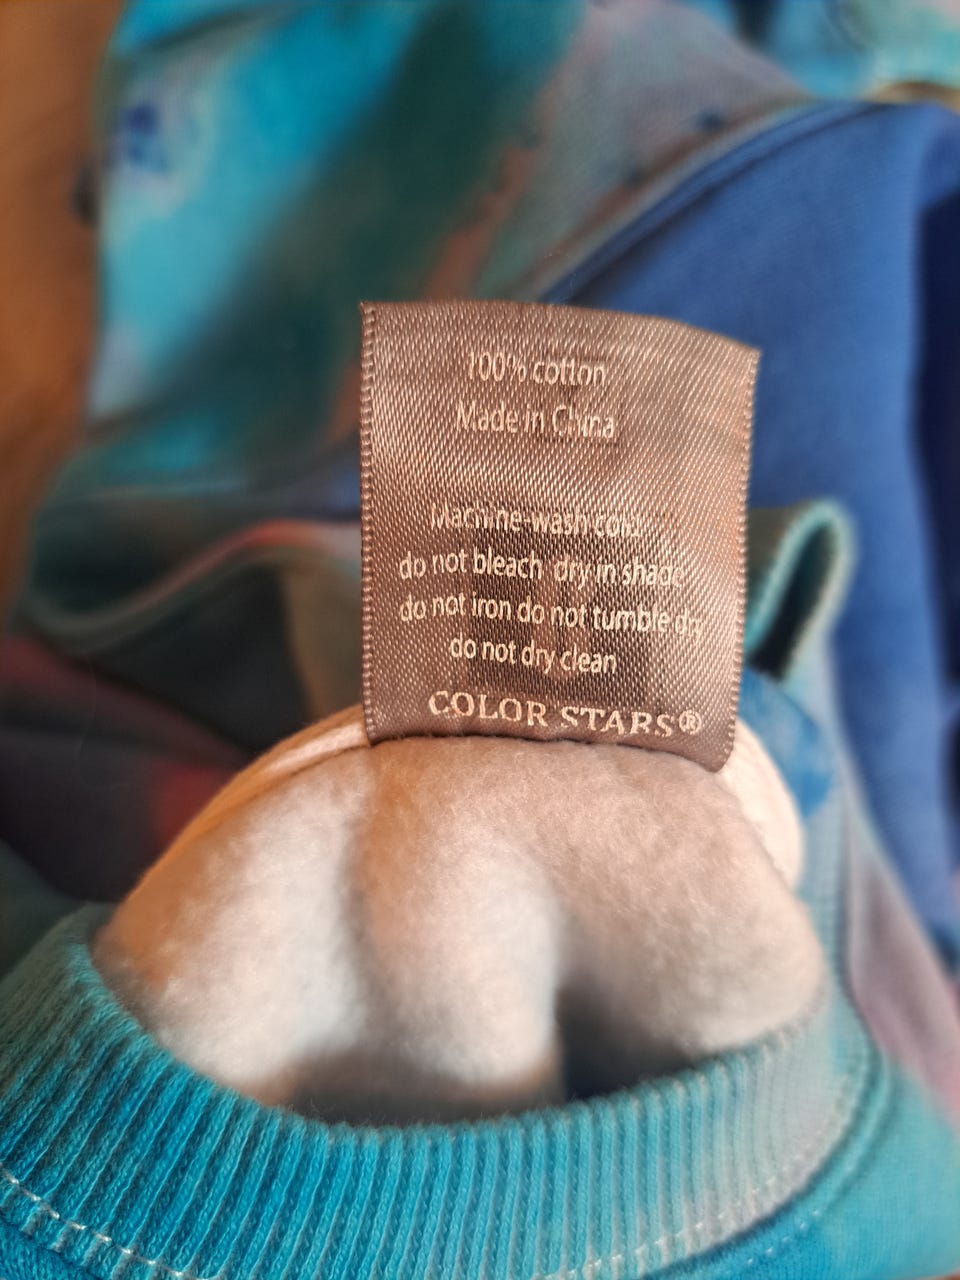 100% cotton
Made in China
Machine-wash cold
do not bleach dry in shade
do not iron do not tumble dry
do not dry clean
COLOR STARS®